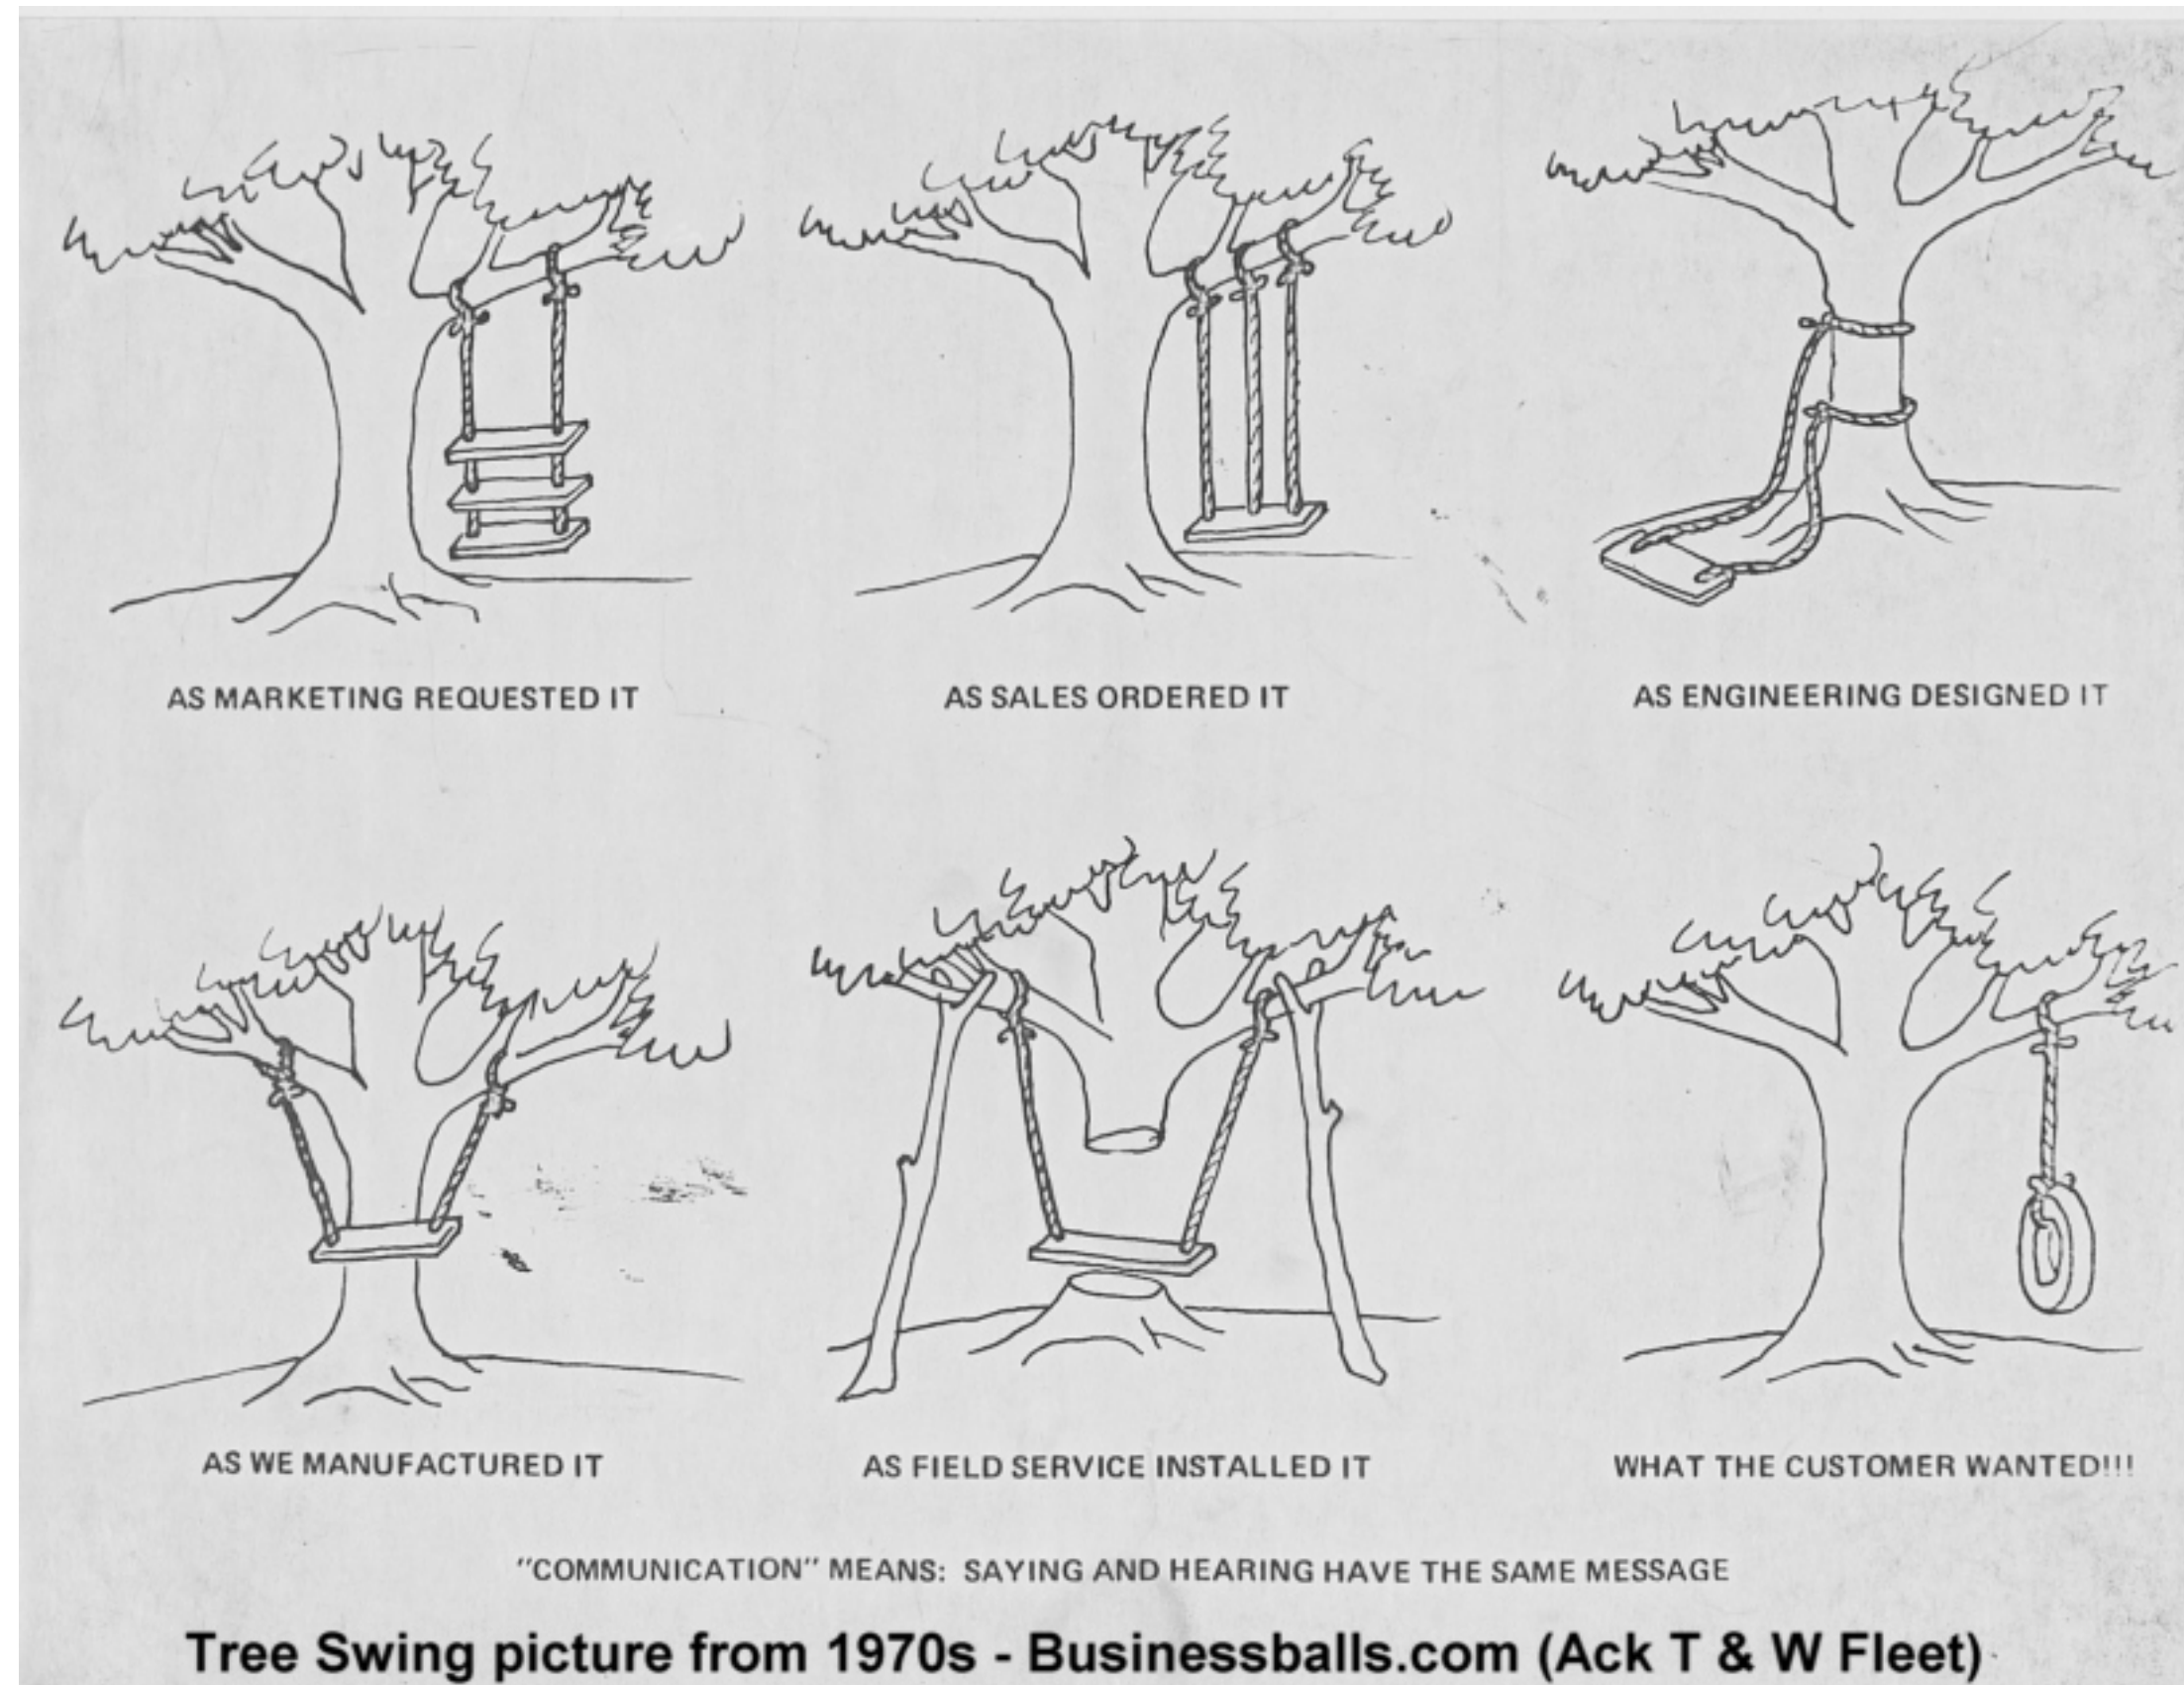 AS MARKETING REQUESTED IT
AS SALES ORDERED IT
AS ENGINEERING DESIGNED IT
AS WE MANUFACTURED IT
AS FIELD SERVICE INSTALLED IT
WHAT THE CUSTOMER WANTED!!!
"COMMUNICATION" MEANS: SAYING AND HEARING HAVE THE SAME MESSAGE
Tree Swing picture from 1970s - Businessballs.com (Ack T & W Fleet)